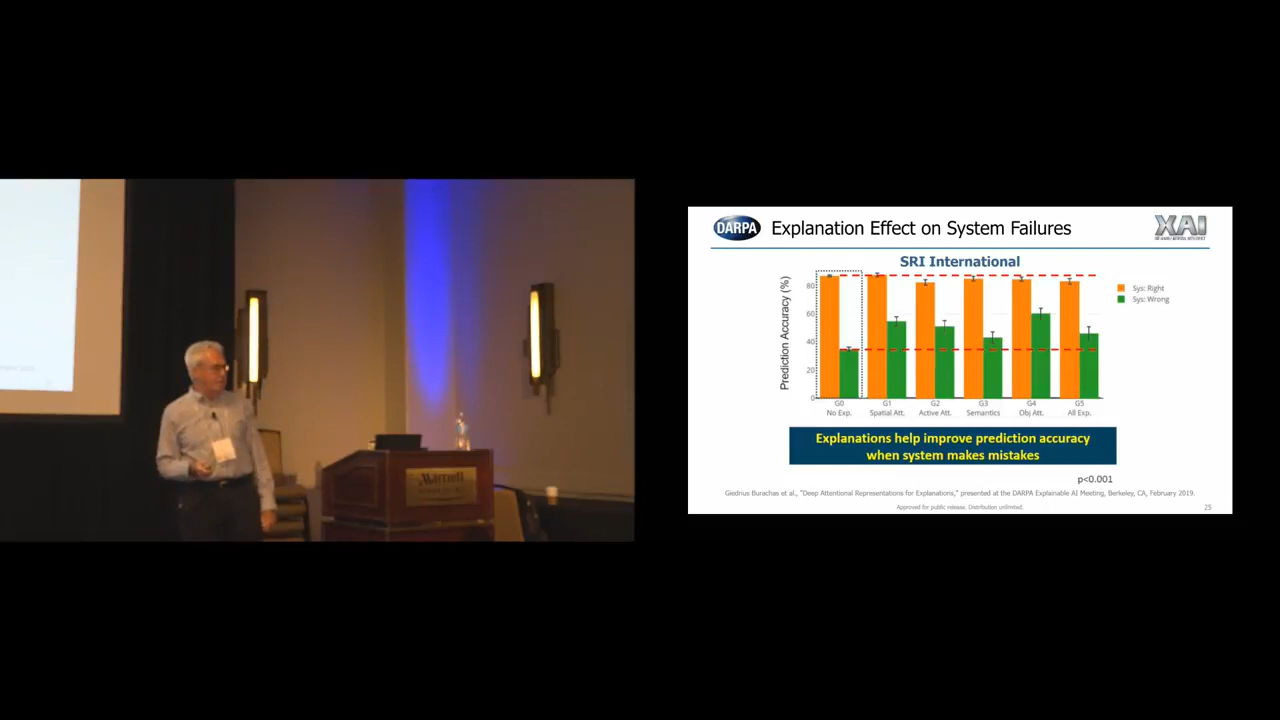 Marriott
DARPA
Explanation Effect on System Failures
XAI
SRI International
Prediction Accuracy (%)
80
60
40
20
0
Sys: Right
Sys: Wrong
G0 G1 G2 G3 G4 G5
No Exp. Spatial Att. Active Att. Semantics Obj Att. All Exp.
Explanations help improve prediction accuracy
when system makes mistakes
p<0.001
Giedrius Burachas et al., "Deep Attentional Representations for Explanations," presented at the DARPA Explainable AI Meeting, Berkeley, CA, February 2019.
Approved for public release. Distribution unlimited.
25